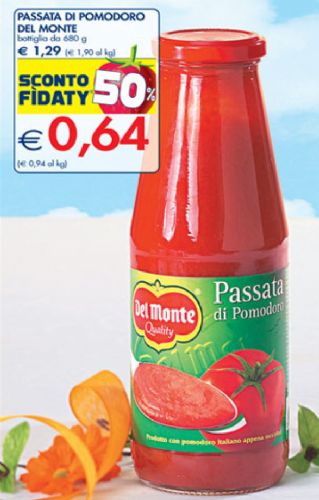 PASSATA DI POMODORO
DEL MONTE
bottiglia da 680 g
€ 1,29 (€ 1,90 al kg)
SCONTO
FÌDATY 50%
€ 0,64
(€ 0,94 al kg)
Passata
di Pomodoro
Del Monte
Quality
Prodotto con pomodoro italiano appena raccolto